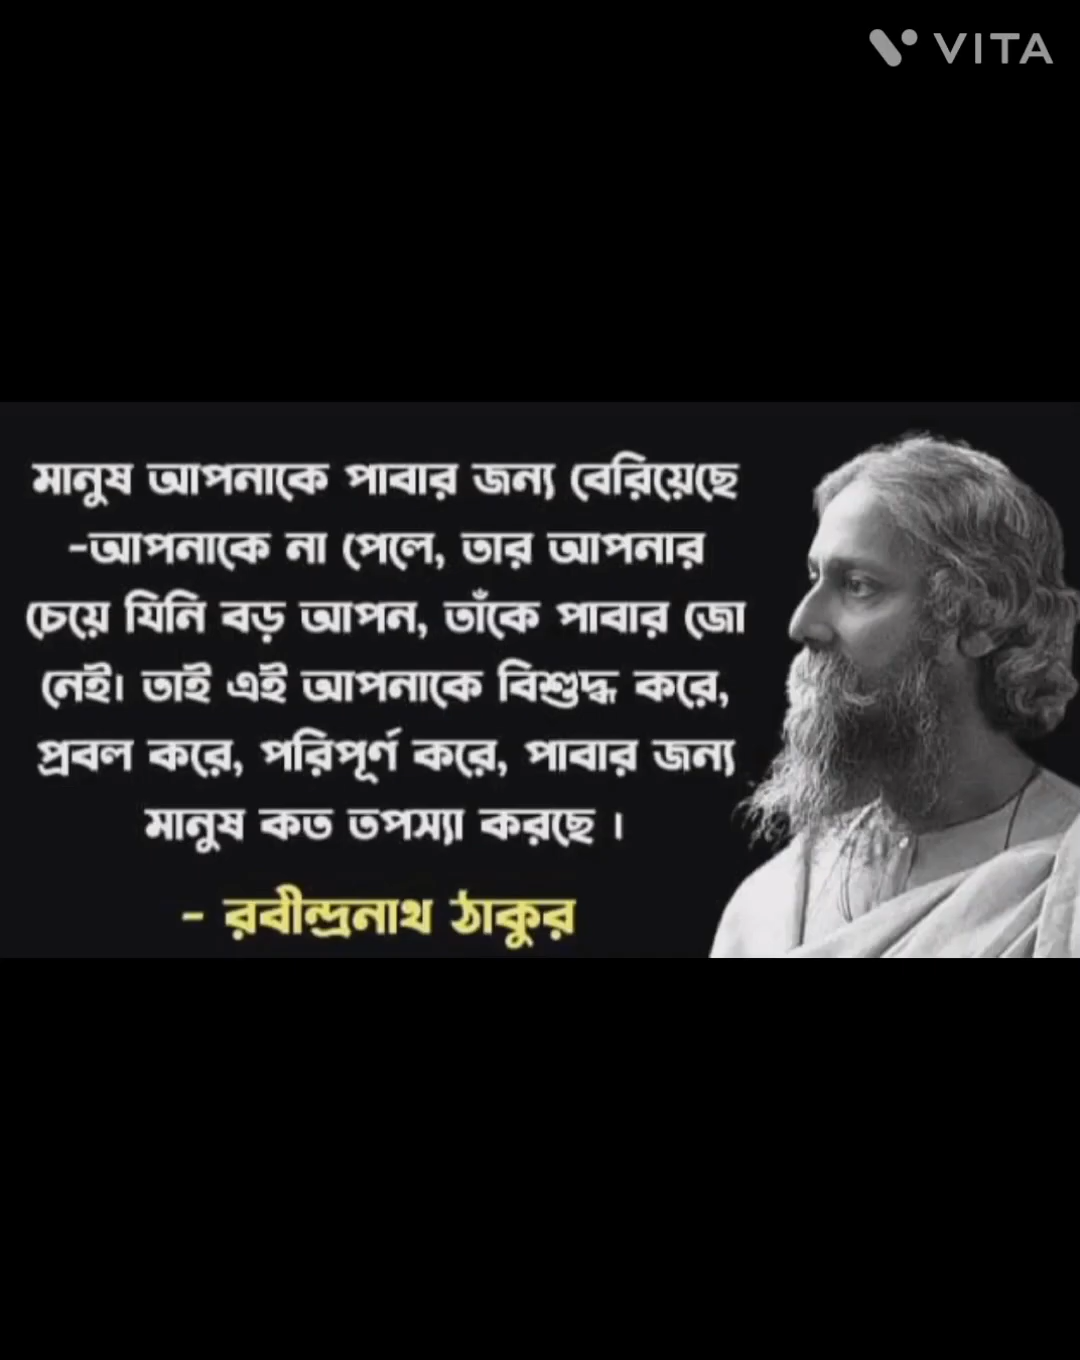 VITA
মানুষ আপনাকে পাবার জন্য বেরিয়েছে
-আপনাকে না পেলে, তার আপনার
চেয়ে যিনি বড় আপন, তাঁকে পাবার জো
নেই। তাই এই আপনাকে বিশুদ্ধ করে,
প্রবল করে, পরিপূর্ণ করে, পাবার জন্য
মানুষ কত তপস্যা করছে ।
- রবীন্দ্রনাথ ঠাকুর